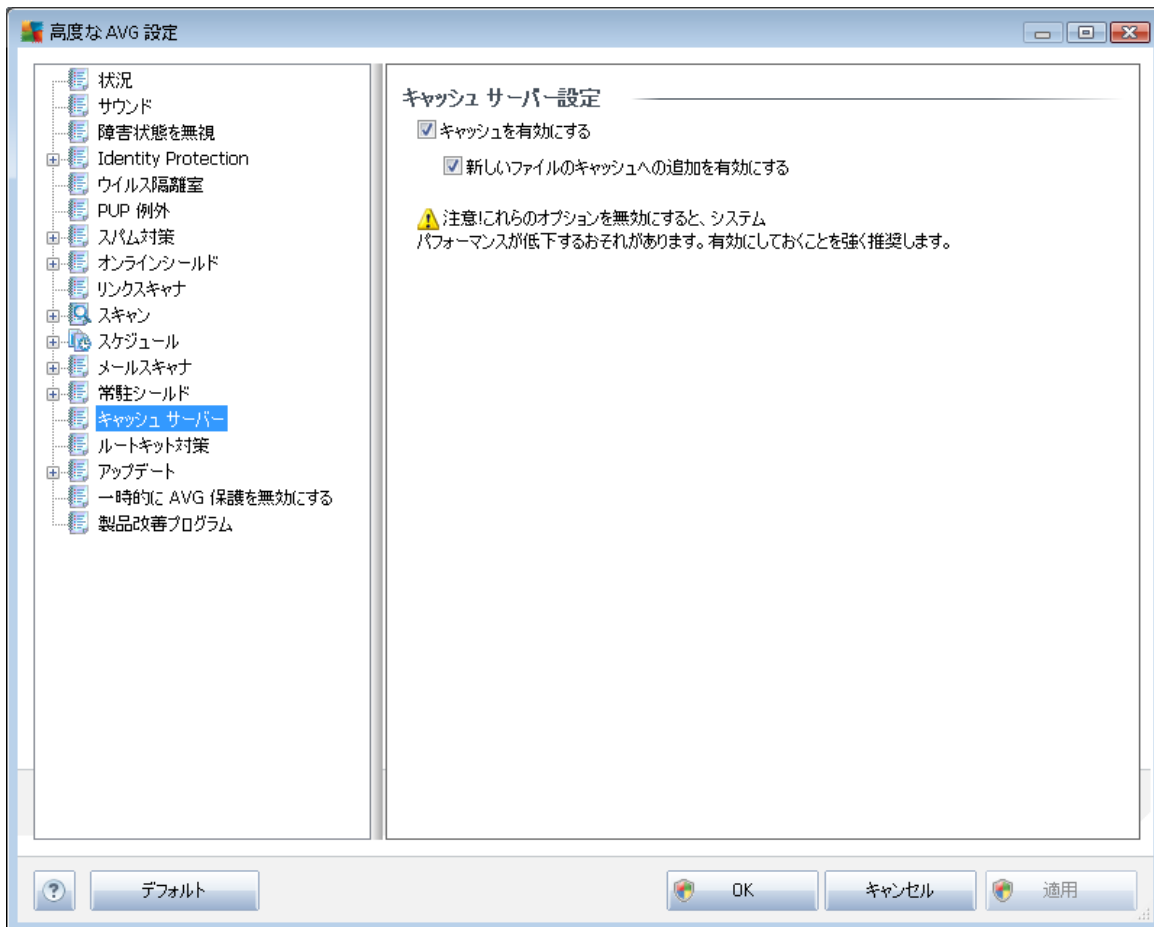 高度な AVG 設定
状況
サウンド
障害状態を無視
Identity Protection
ウイルス隔離室
PUP 例外
スパム対策
オンラインシールド
リンクスキャナ
スキャン
スケジュール
メールスキャナ
常駐シールド
キャッシュ サーバー
ルートキット対策
アップデート
一時的に AVG 保護を無効にする
製品改善プログラム
キャッシュ サーバー設定
キャッシュを有効にする
新しいファイルのキャッシュへの追加を有効にする
注意!これらのオプションを無効にすると、システム
パフォーマンスが低下するおそれがあります。有効にしておくことを強く推奨します。
?
デフォルト
OK
キャンセル
適用